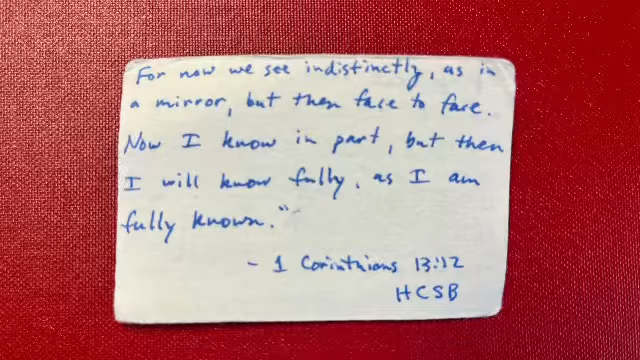 For now we see indistinctly, as in
a mirror, but then face to face.
Now I know in part, but then
I will know fully, as I am
fully known."
- 1 Corinthians 13:12
HCSB